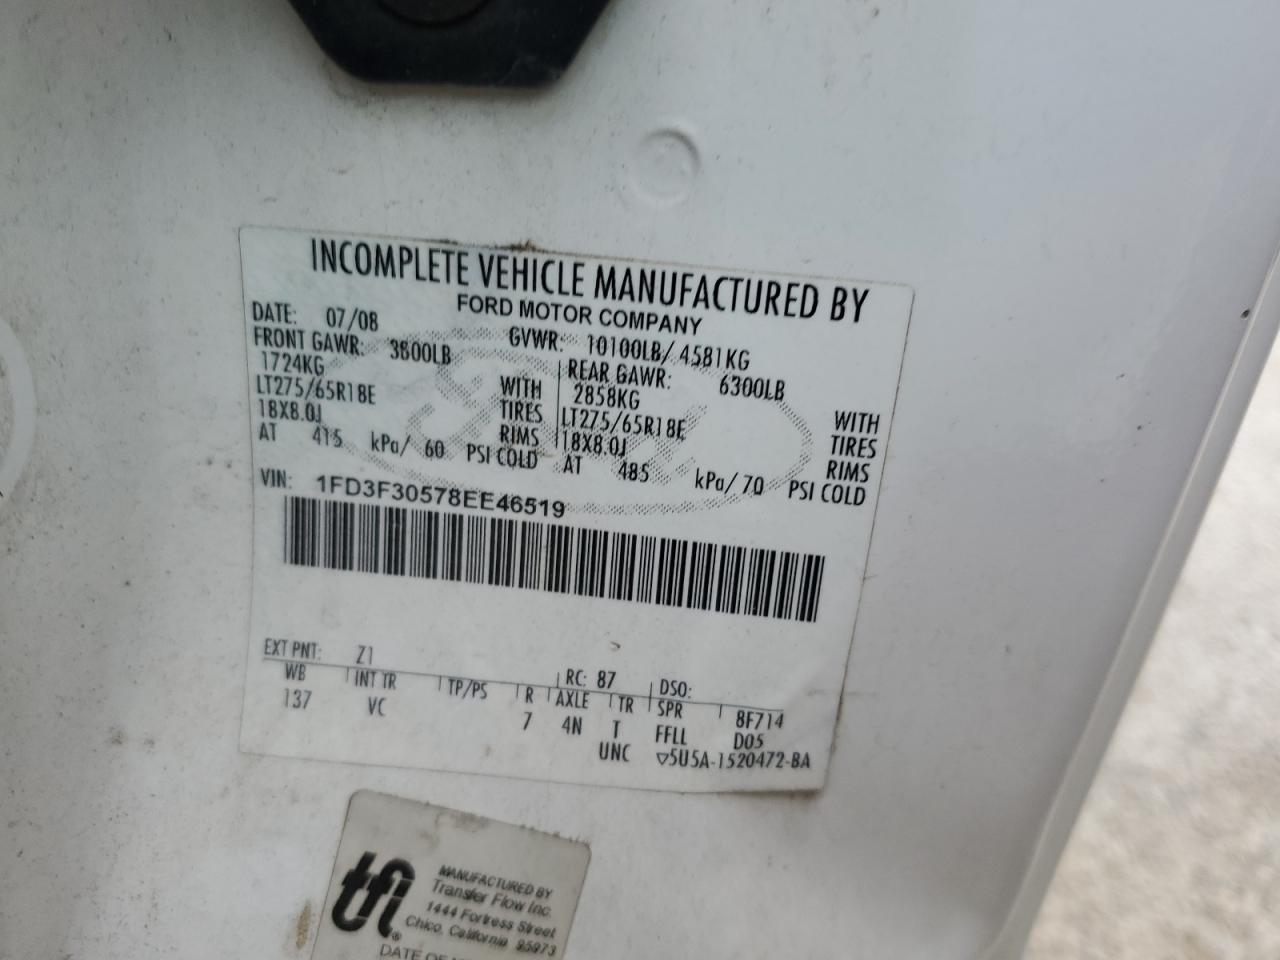 INCOMPLETE VEHICLE MANUFACTURED BY
FORD MOTOR COMPANY
DATE: 07/08 GVWR: 10100LB/ 4581KG
FRONT GAWR: 3800LB REAR GAWR: 6300LB
1724KG WITH 2858KG WITH
LT275/65R18E TIRES LT275/65R18E TIRES
18X8.0J RIMS 18X8.0J RIMS
AT 415 kPa/ 60 PSI COLD AT 485 kPa/ 70 PSI COLD
VIN: 1FD3F30578EE46519
EXT PNT: Z1 RC: 87 DSO:
WB INT TR TP/PS R AXLE TR SPR 8F714
137 VC 7 4N T FFLL D05
UNC ▽5U5A-1520472-BA
tfi®
MANUFACTURED BY
Transfer Flow Inc.
1444 Fortress Street
Chico, California 95973
DATE OF